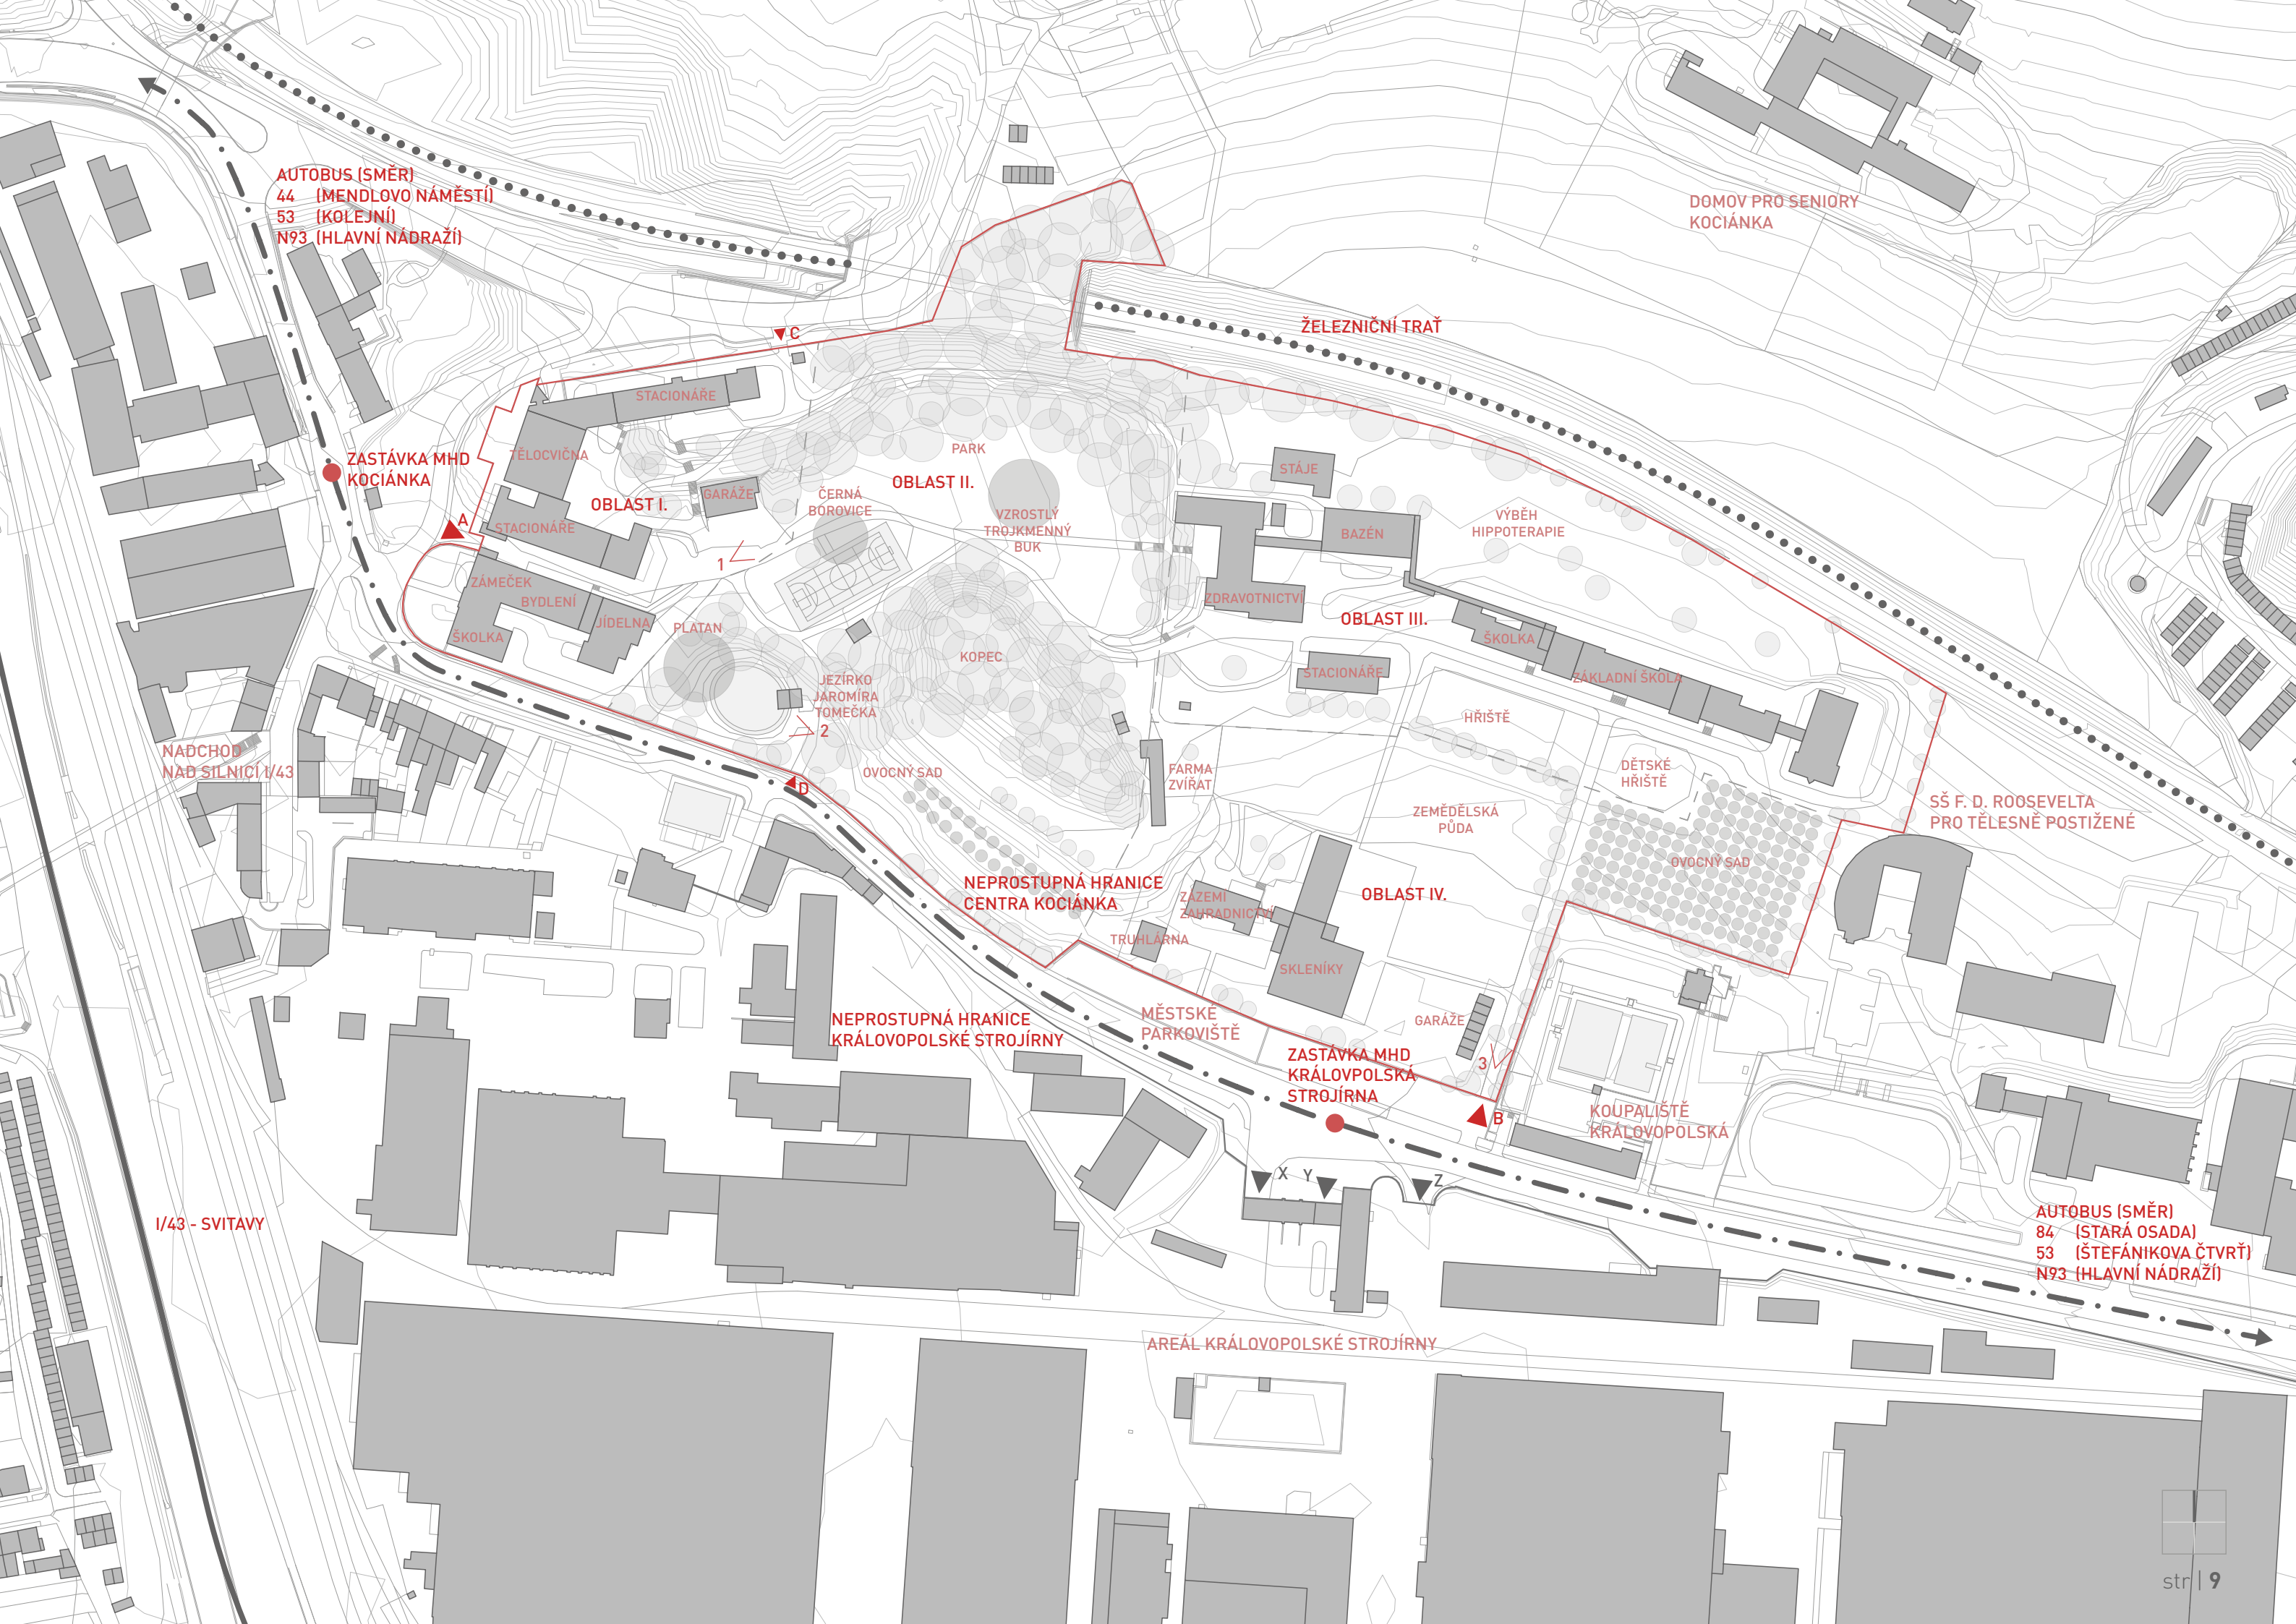 AUTOBUS (SMĚR)
44 (MENDLOVO NÁMĚSTÍ)
53 (KOLEJNÍ)
N93 (HLAVNÍ NÁDRAŽÍ)
DOMOV PRO SENIORY
KOCIÁNKA
ŽELEZNIČNÍ TRAŤ
C
STACIONÁŘE
TĚLOCVIČNA
ZASTÁVKA MHD
KOCIÁNKA
A
STACIONÁŘE
OBLAST I.
GARÁŽE
PARK
OBLAST II.
ČERNÁ
BOROVICE
VZROSTLÝ
TROJKMENNÝ
BUK
1
STÁJE
BAZÉN
VÝBĚH
HIPPOTERAPIE
ZÁMEČEK
BYDLENÍ
JÍDELNA
ŠKOLKA
PLATAN
KOPEC
ZDRAVOTNICTVÍ
OBLAST III.
ŠKOLKA
STACIONÁŘE
ZÁKLADNÍ ŠKOLA
JEZÍRKO
JAROMÍRA
TOMEČKA
2
HŘIŠTĚ
NADCHOD
NAD SILNICÍ I/43
D
OVOCNÝ SAD
FARMA
ZVÍŘAT
DĚTSKÉ
HŘIŠTĚ
ZEMĚDĚLSKÁ
PŮDA
SŠ F. D. ROOSEVELTA
PRO TĚLESNĚ POSTIŽENÉ
OVOCNÝ SAD
NEPROSTUPNÁ HRANICE
CENTRA KOCIÁNKA
ZÁZEMÍ
ZAHRADNICTVÍ
OBLAST IV.
TRUHLÁRNA
SKLENÍKY
NEPROSTUPNÁ HRANICE
KRÁLOVOPOLSKÉ STROJÍRNY
MĚSTSKÉ
PARKOVIŠTĚ
GARÁŽE
ZASTÁVKA MHD
KRÁLOVPOLSKÁ
STROJÍRNA
3
B
KOUPALIŠTĚ
KRÁLOVOPOLSKÁ
X
Y
Z
I/43 - SVITAVY
AUTOBUS (SMĚR)
84 (STARÁ OSADA)
53 (ŠTEFÁNIKOVA ČTVRŤ)
N93 (HLAVNÍ NÁDRAŽÍ)
AREÁL KRÁLOVOPOLSKÉ STROJÍRNY
str | 9